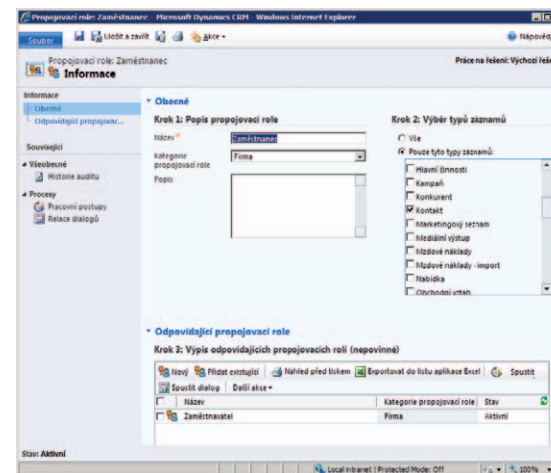 Propojovací role: Zaměstnanec - Microsoft Dynamics CRM - Windows Internet Explorer
Soubor Uložit a zavřít Akce Nápověda
Propojovací role: Zaměstnanec
Informace
Práce na řešení: Výchozí řeše
Informace
Obecné
Odpovídající propojovac...
Související
Všeobecné
Historie auditu
Procesy
Pracovní postupy
Relace dialogů
Obecné
Krok 1: Popis propojovací role
Název
Zaměstnanec
Kategorie propojovací role
Firma
Popis
Krok 2: Výběr typů záznamů
Vše
Pouze tyto typy záznamů:
Hlavní činnosti
Kampaň
Konkurent
Kontakt
Marketingový seznam
Mediální výstup
Mzdové náklady
Mzdové náklady - import
Nabídka
Obchodní vztah
Odpovídající propojovací role
Krok 3: Výpis odpovídajících propojovacích rolí (nepovinné)
Nový Přidat existující Náhled před tiskem Exportovat do listu aplikace Excel Spustit
Spustit dialog Další akce
Název Kategorie propojovací role Stav
Zaměstnavatel Firma Aktivní
Stav: Aktivní
Local intranet | Protected Mode: Off 100%